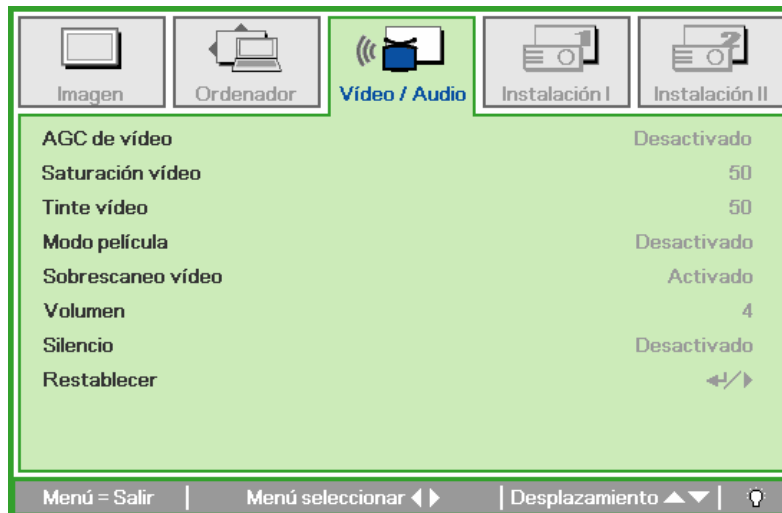 Imagen Ordenador Vídeo / Audio Instalación I Instalación II
AGC de vídeo Desactivado
Saturación vídeo 50
Tinte vídeo 50
Modo película Desactivado
Sobrescaneo vídeo Activado
Volumen 4
Silencio Desactivado
Restablecer
Menú = Salir Menú seleccionar Desplazamiento